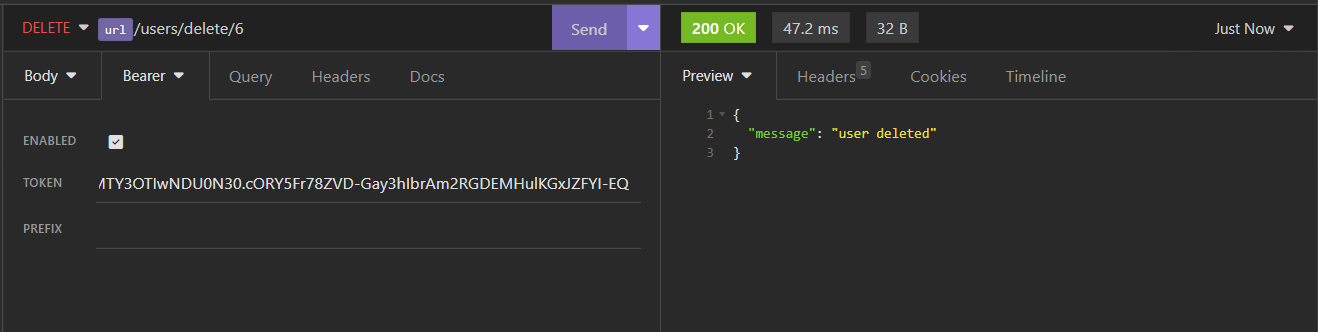 DELETE url /users/delete/6 Send 200 OK 47.2 ms 32 B Just Now
Body Bearer Query Headers Docs Preview Headers 5 Cookies Timeline
ENABLED
TOKEN MTY3OTIwNDU0N30.cORY5Fr78ZVD-Gay3hIbrAm2RGDEMHulKGxJZFYI-EQ
PREFIX
1 {
2 "message": "user deleted"
3 }